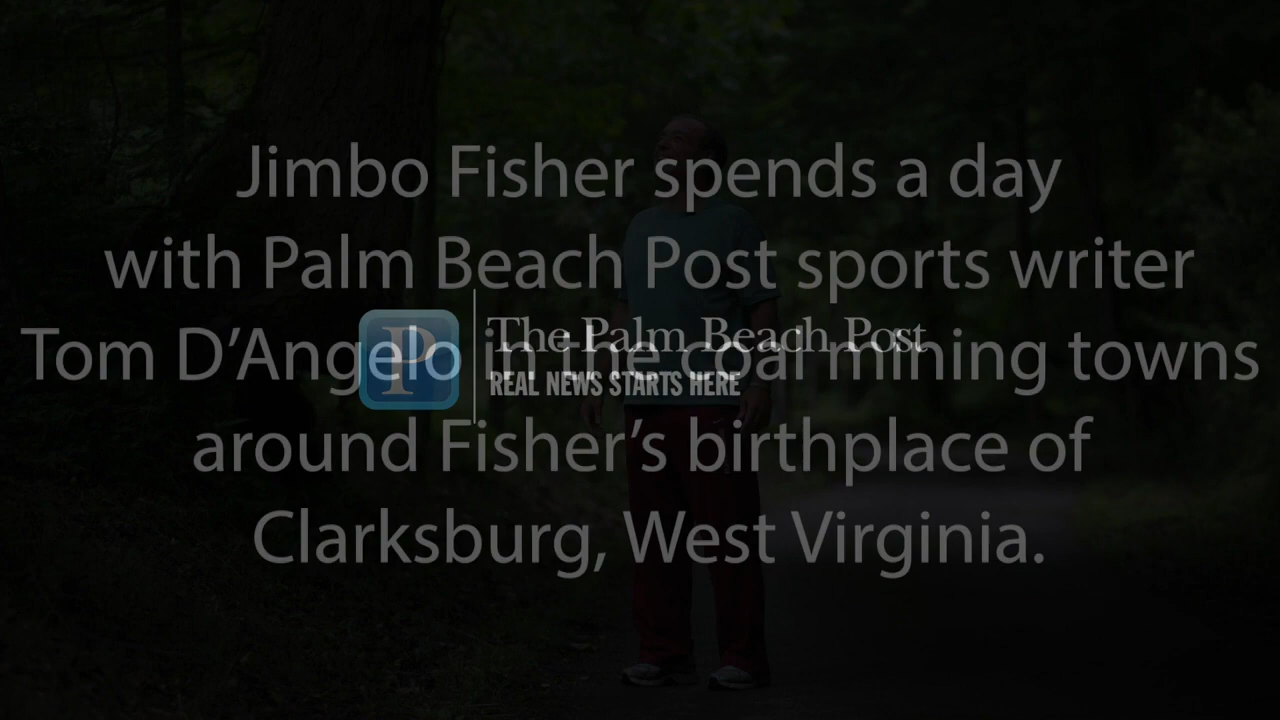 Jimbo Fisher spends a day
with Palm Beach Post sports writer
Tom D’Angelo in the coal mining towns
P
The Palm Beach Post
REAL NEWS STARTS HERE
around Fisher’s birthplace of
Clarksburg, West Virginia.